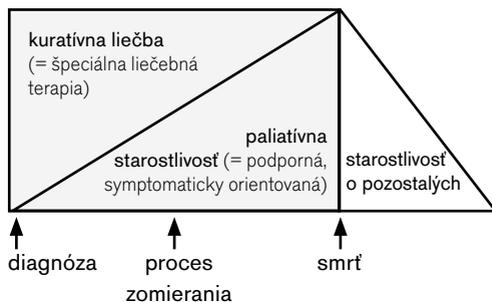 kuratívna liečba
(= špeciálna liečebná
terapia)
paliatívna
starostlivosť (= podporná,
symptomaticky orientovaná)
starostlivosť
o pozostalých
diagnóza
proces
zomierania
smrť